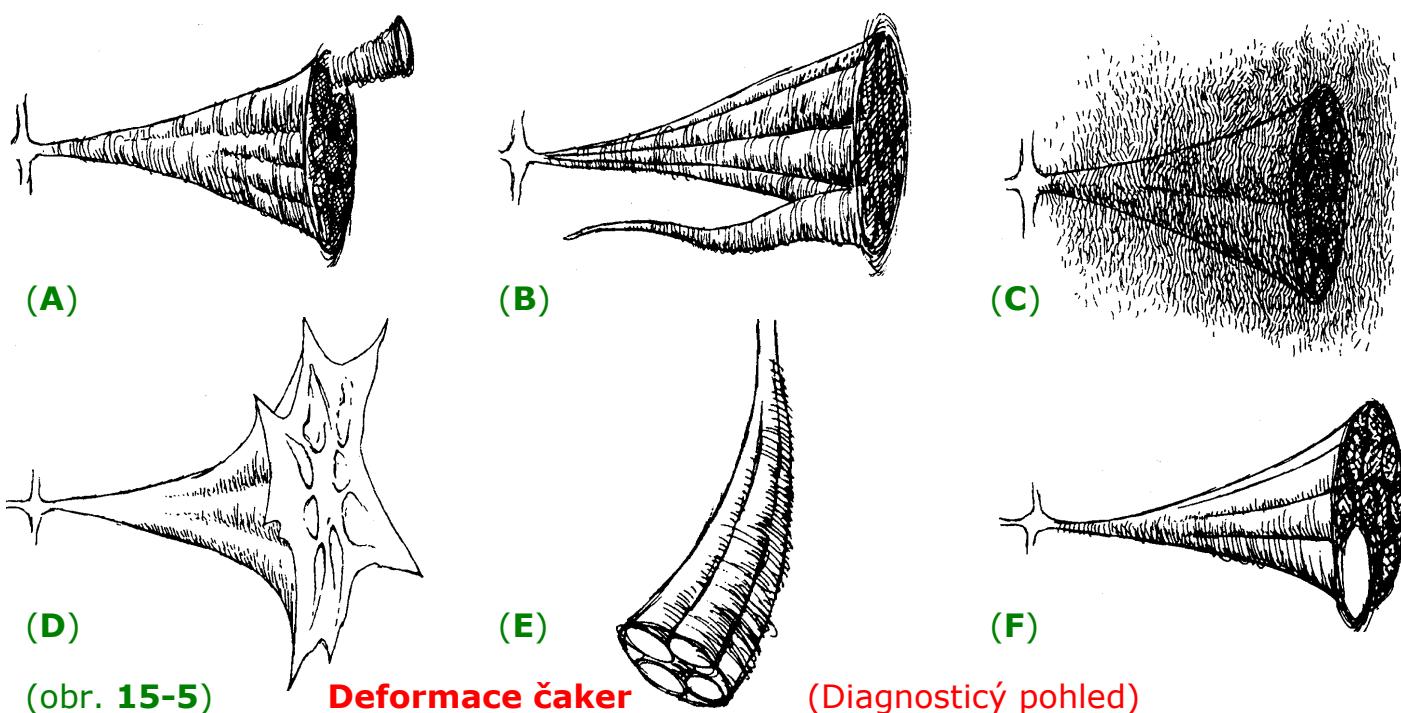 (A)
(B)
(C)
(D)
(E)
(F)
(obr. 15-5) Deformace čaker (Diagnosticý pohled)